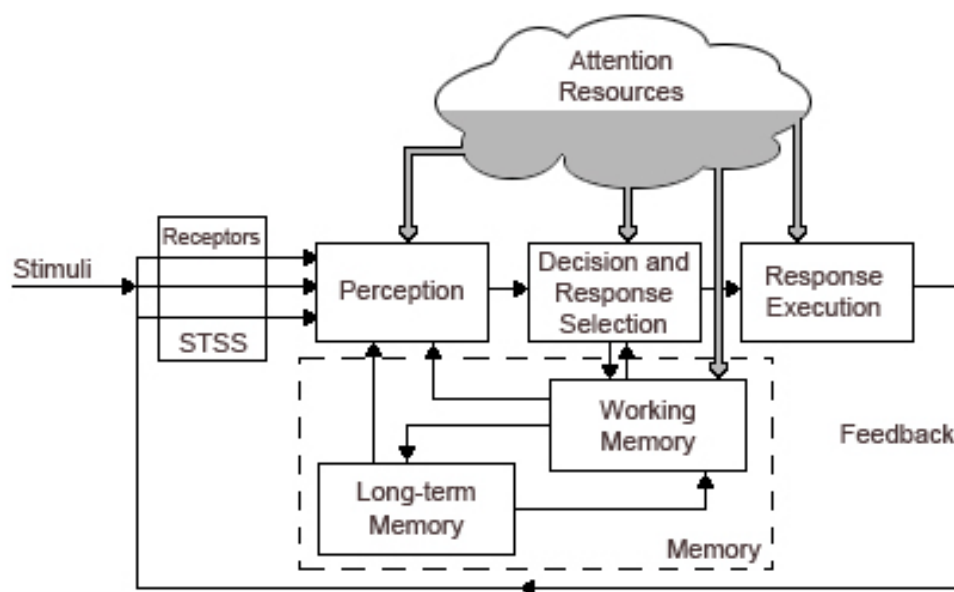 Attention
Resources
Receptors
Stimuli
STSS
Perception
Decision and
Response
Selection
Response
Execution
Working
Memory
Feedback
Long-term
Memory
Memory